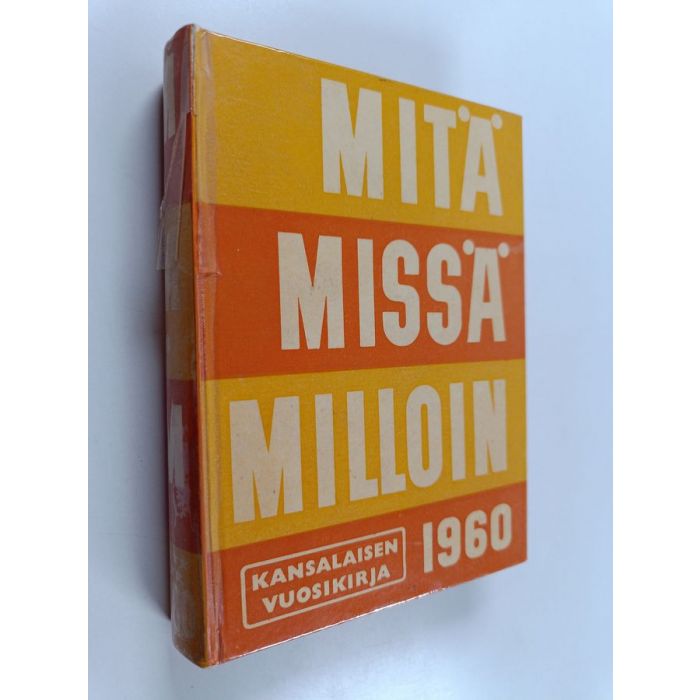 MITÄ
MISSÄ
MILLOIN
KANSALAISEN
VUOSIKIRJA
1960
M